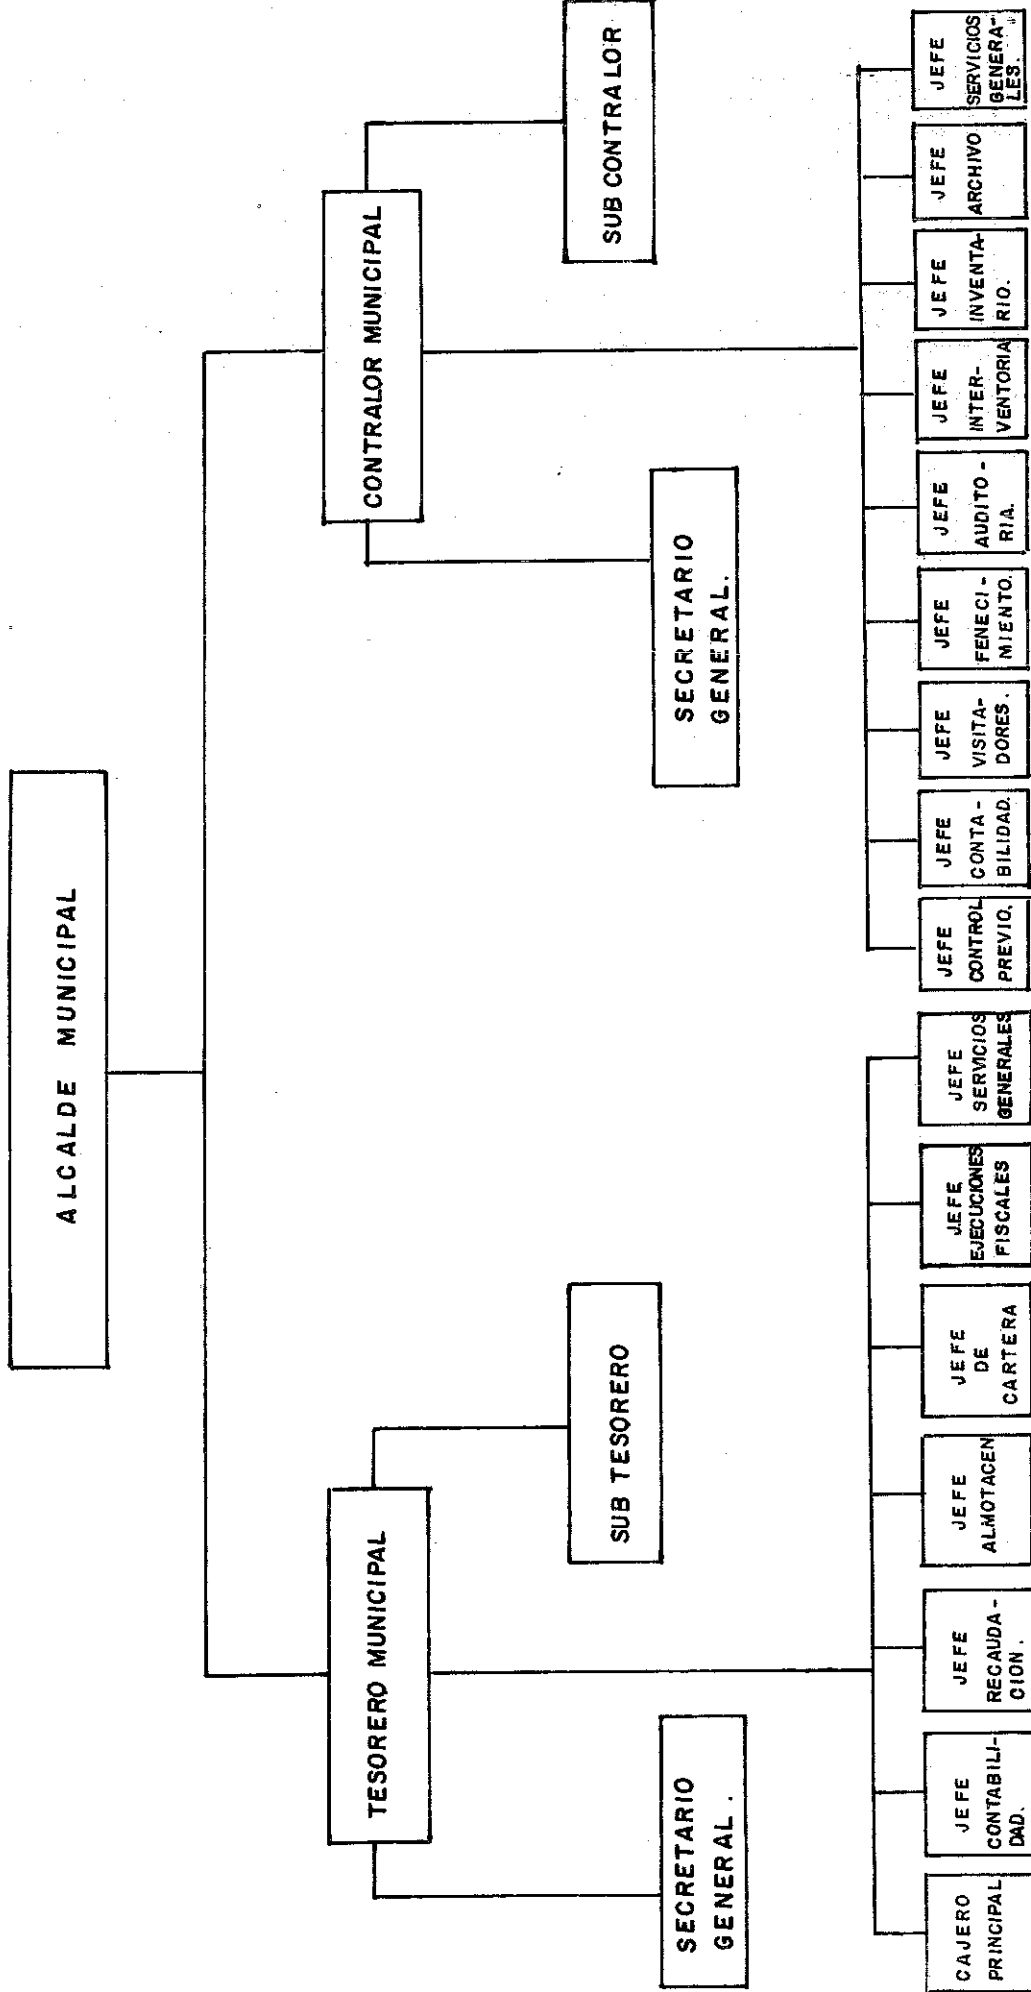 ALCALDE MUNICIPAL
TESORERO MUNICIPAL
CONTRALOR MUNICIPAL
SUB TESORERO
SUB CONTRALOR
SECRETARIO
GENERAL.
SECRETARIO
GENERAL.
CAJERO
PRINCIPAL
JEFE
CONTABILI-
DAD.
JEFE
RECAUDA-
CION.
JEFE
ALMOTACEN
JEFE
DE
CARTERA
JEFE
EJECUCIONES
FISCALES
JEFE
SERVICIOS
GENERALES
JEFE
CONTROL
PREVIO.
JEFE
CONTA-
BILIDAD.
JEFE
VISITA-
DORES.
JEFE
FENECI-
MIENTO.
JEFE
AUDITO-
RIA.
JEFE
INTER-
VENTORIA
JEFE
INVENTA-
RIO.
JEFE
ARCHIVO
JEFE
SERVICIOS
GENERA-
LES.